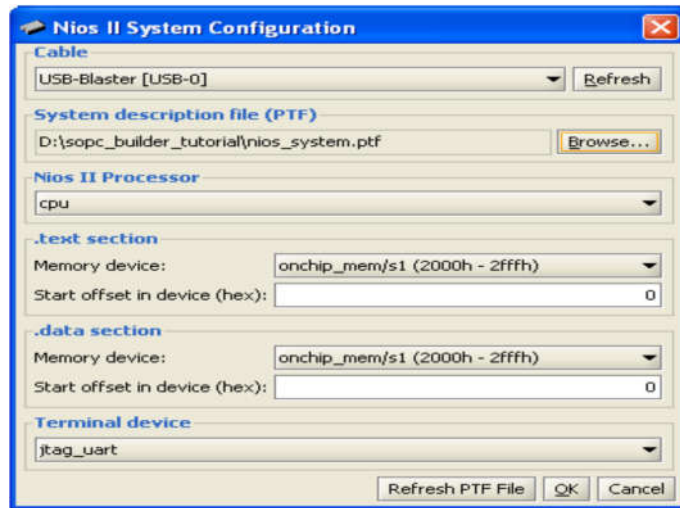 Nios II System Configuration
Cable
USB-Blaster [USB-0] Refresh
System description file (PTF)
D:\sopc_builder_tutorial\nios_system.ptf Browse...
Nios II Processor
cpu
.text section
Memory device: onchip_mem/s1 (2000h - 2fffh)
Start offset in device (hex): 0
.data section
Memory device: onchip_mem/s1 (2000h - 2fffh)
Start offset in device (hex): 0
Terminal device
jtag_uart
Refresh PTF File OK Cancel